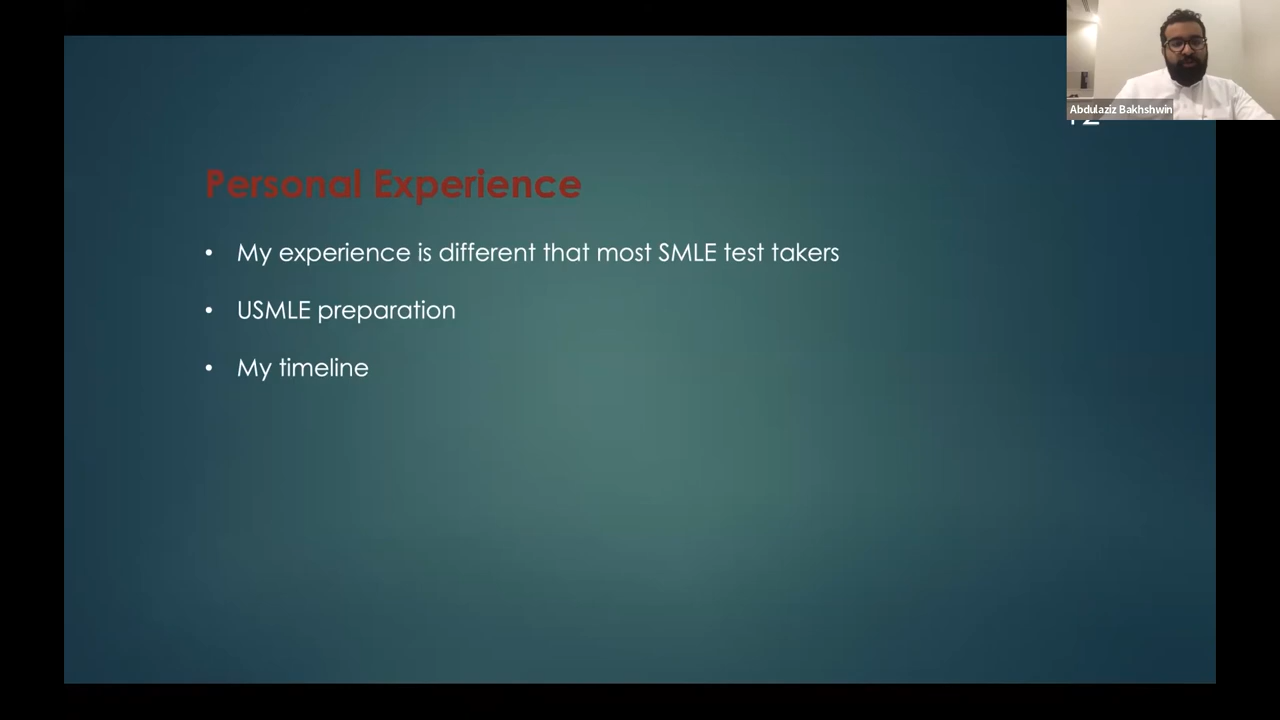 Abdulaziz Bakhshwin
Personal Experience
• My experience is different that most SMLE test takers
• USMLE preparation
• My timeline